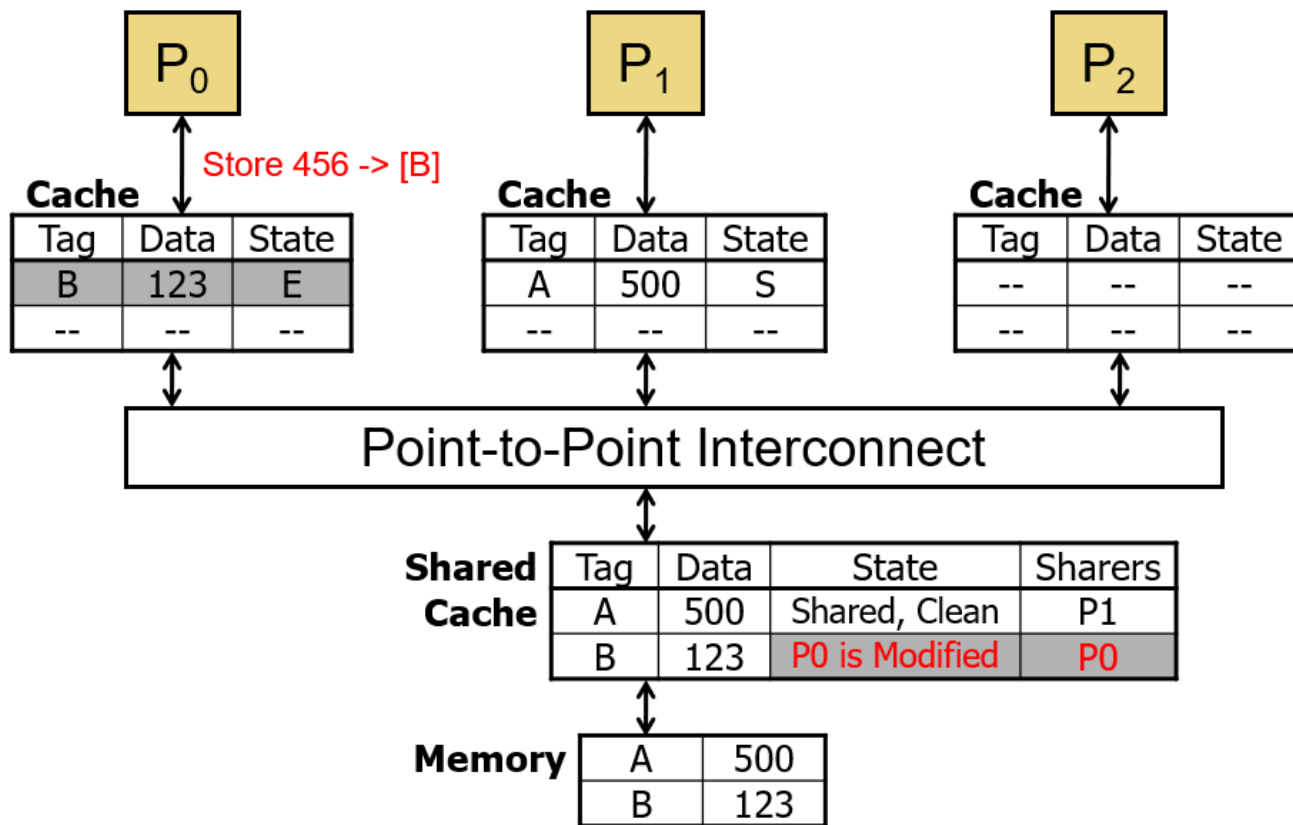 P0 P1 P2
Store 456 -> [B]
Cache Cache Cache
Tag Data State Tag Data State Tag Data State
B 123 E A 500 S -- -- --
-- -- -- -- -- -- -- -- --
Point-to-Point Interconnect
Shared Tag Data State Sharers
Cache A 500 Shared, Clean P1
B 123 P0 is Modified P0
Memory A 500
B 123